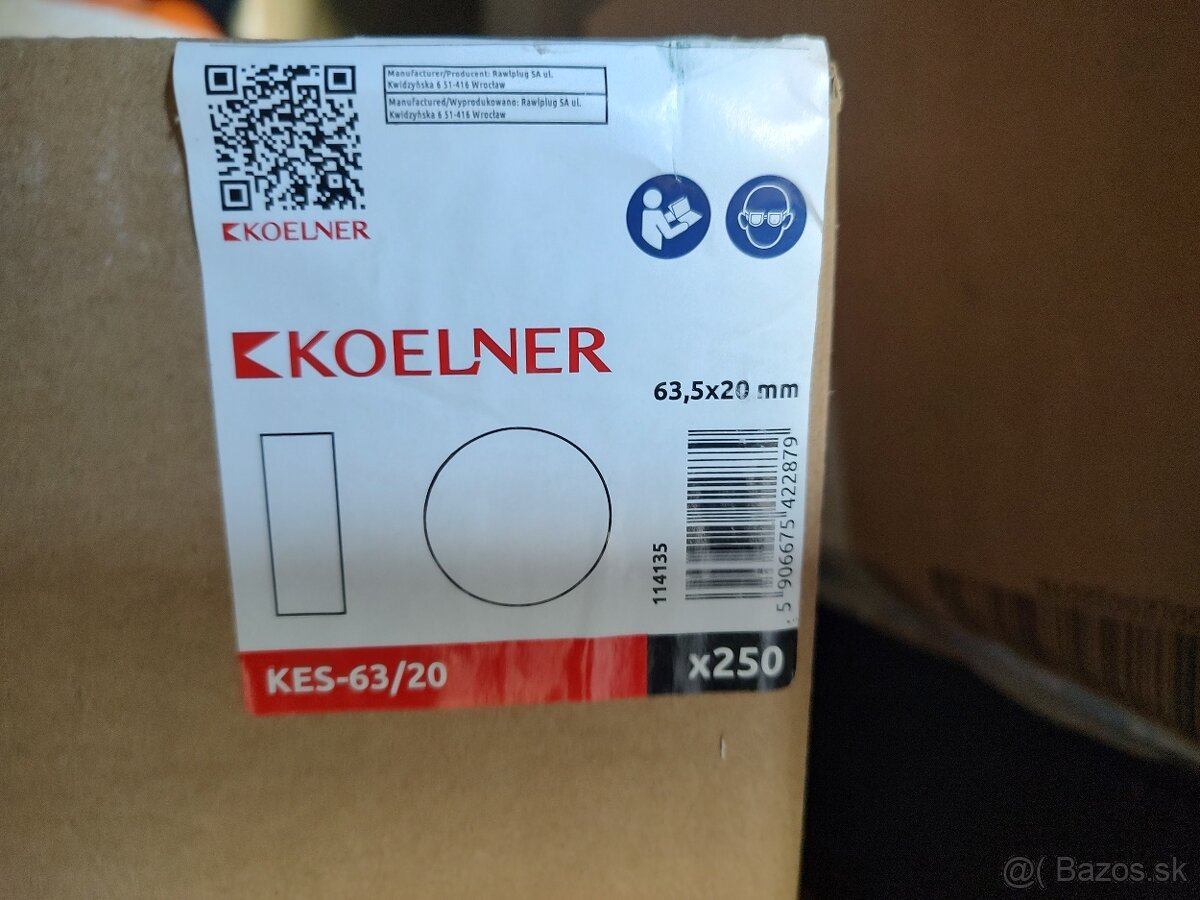 Manufacturer/Producent: Rawlplug SA ul.
Kwidzyńska 6 51-416 Wrocław
Manufactured/Wyprodukowano: Rawlplug SA ul.
Kwidzyńska 6 51-416 Wrocław
KOELNER
KOELNER
63,5x20 mm
114135
5 906675 422879
KES-63/20
x250
@( Bazos.sk